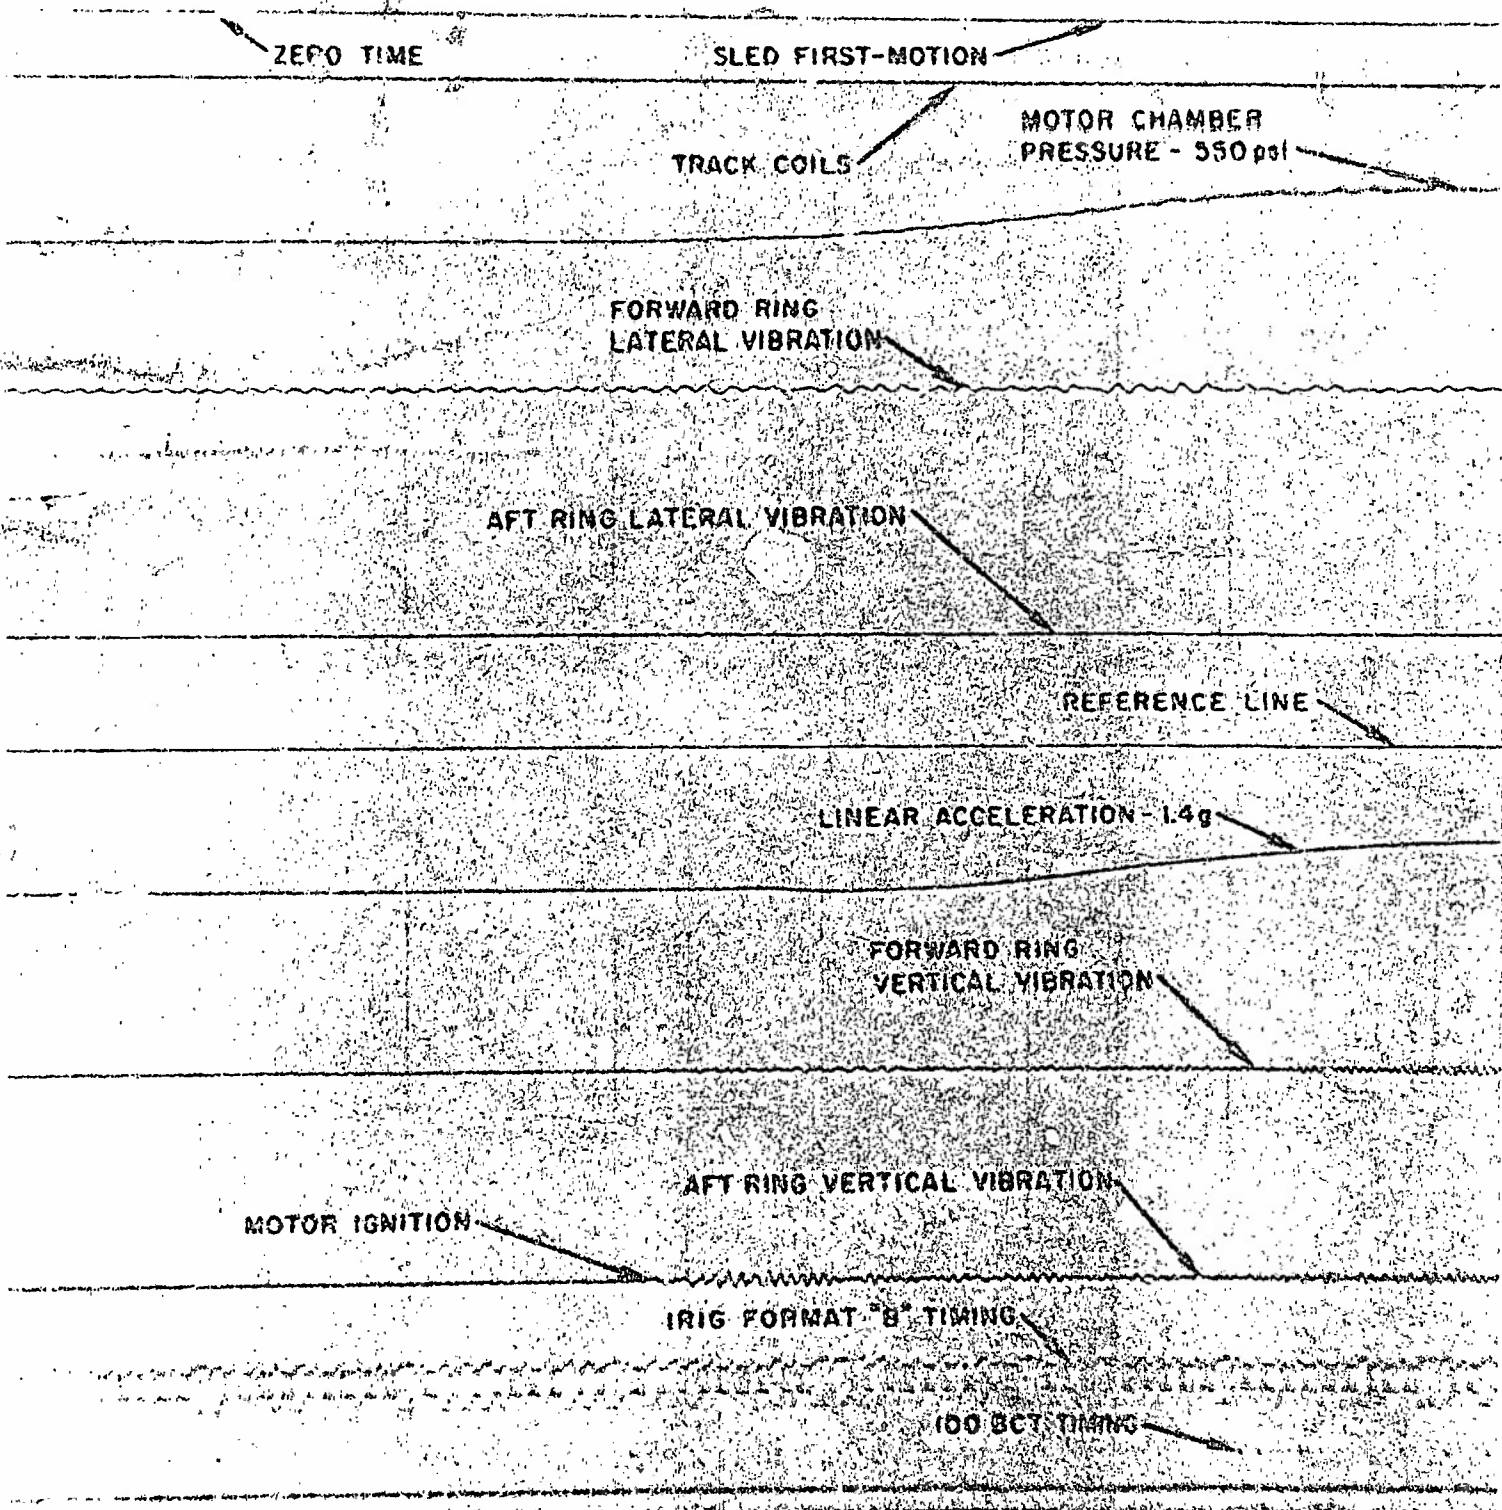 ZERO TIME
SLED FIRST-MOTION
MOTOR CHAMBER
PRESSURE - 550 psi
TRACK COILS
FORWARD RING
LATERAL VIBRATION
AFT RING LATERAL VIBRATION
REFERENCE LINE
LINEAR ACCELERATION - 1.4g
FORWARD RING
VERTICAL VIBRATION
AFT RING VERTICAL VIBRATION
MOTOR IGNITION
IRIG FORMAT "B" TIMING
100 BCT TIMING